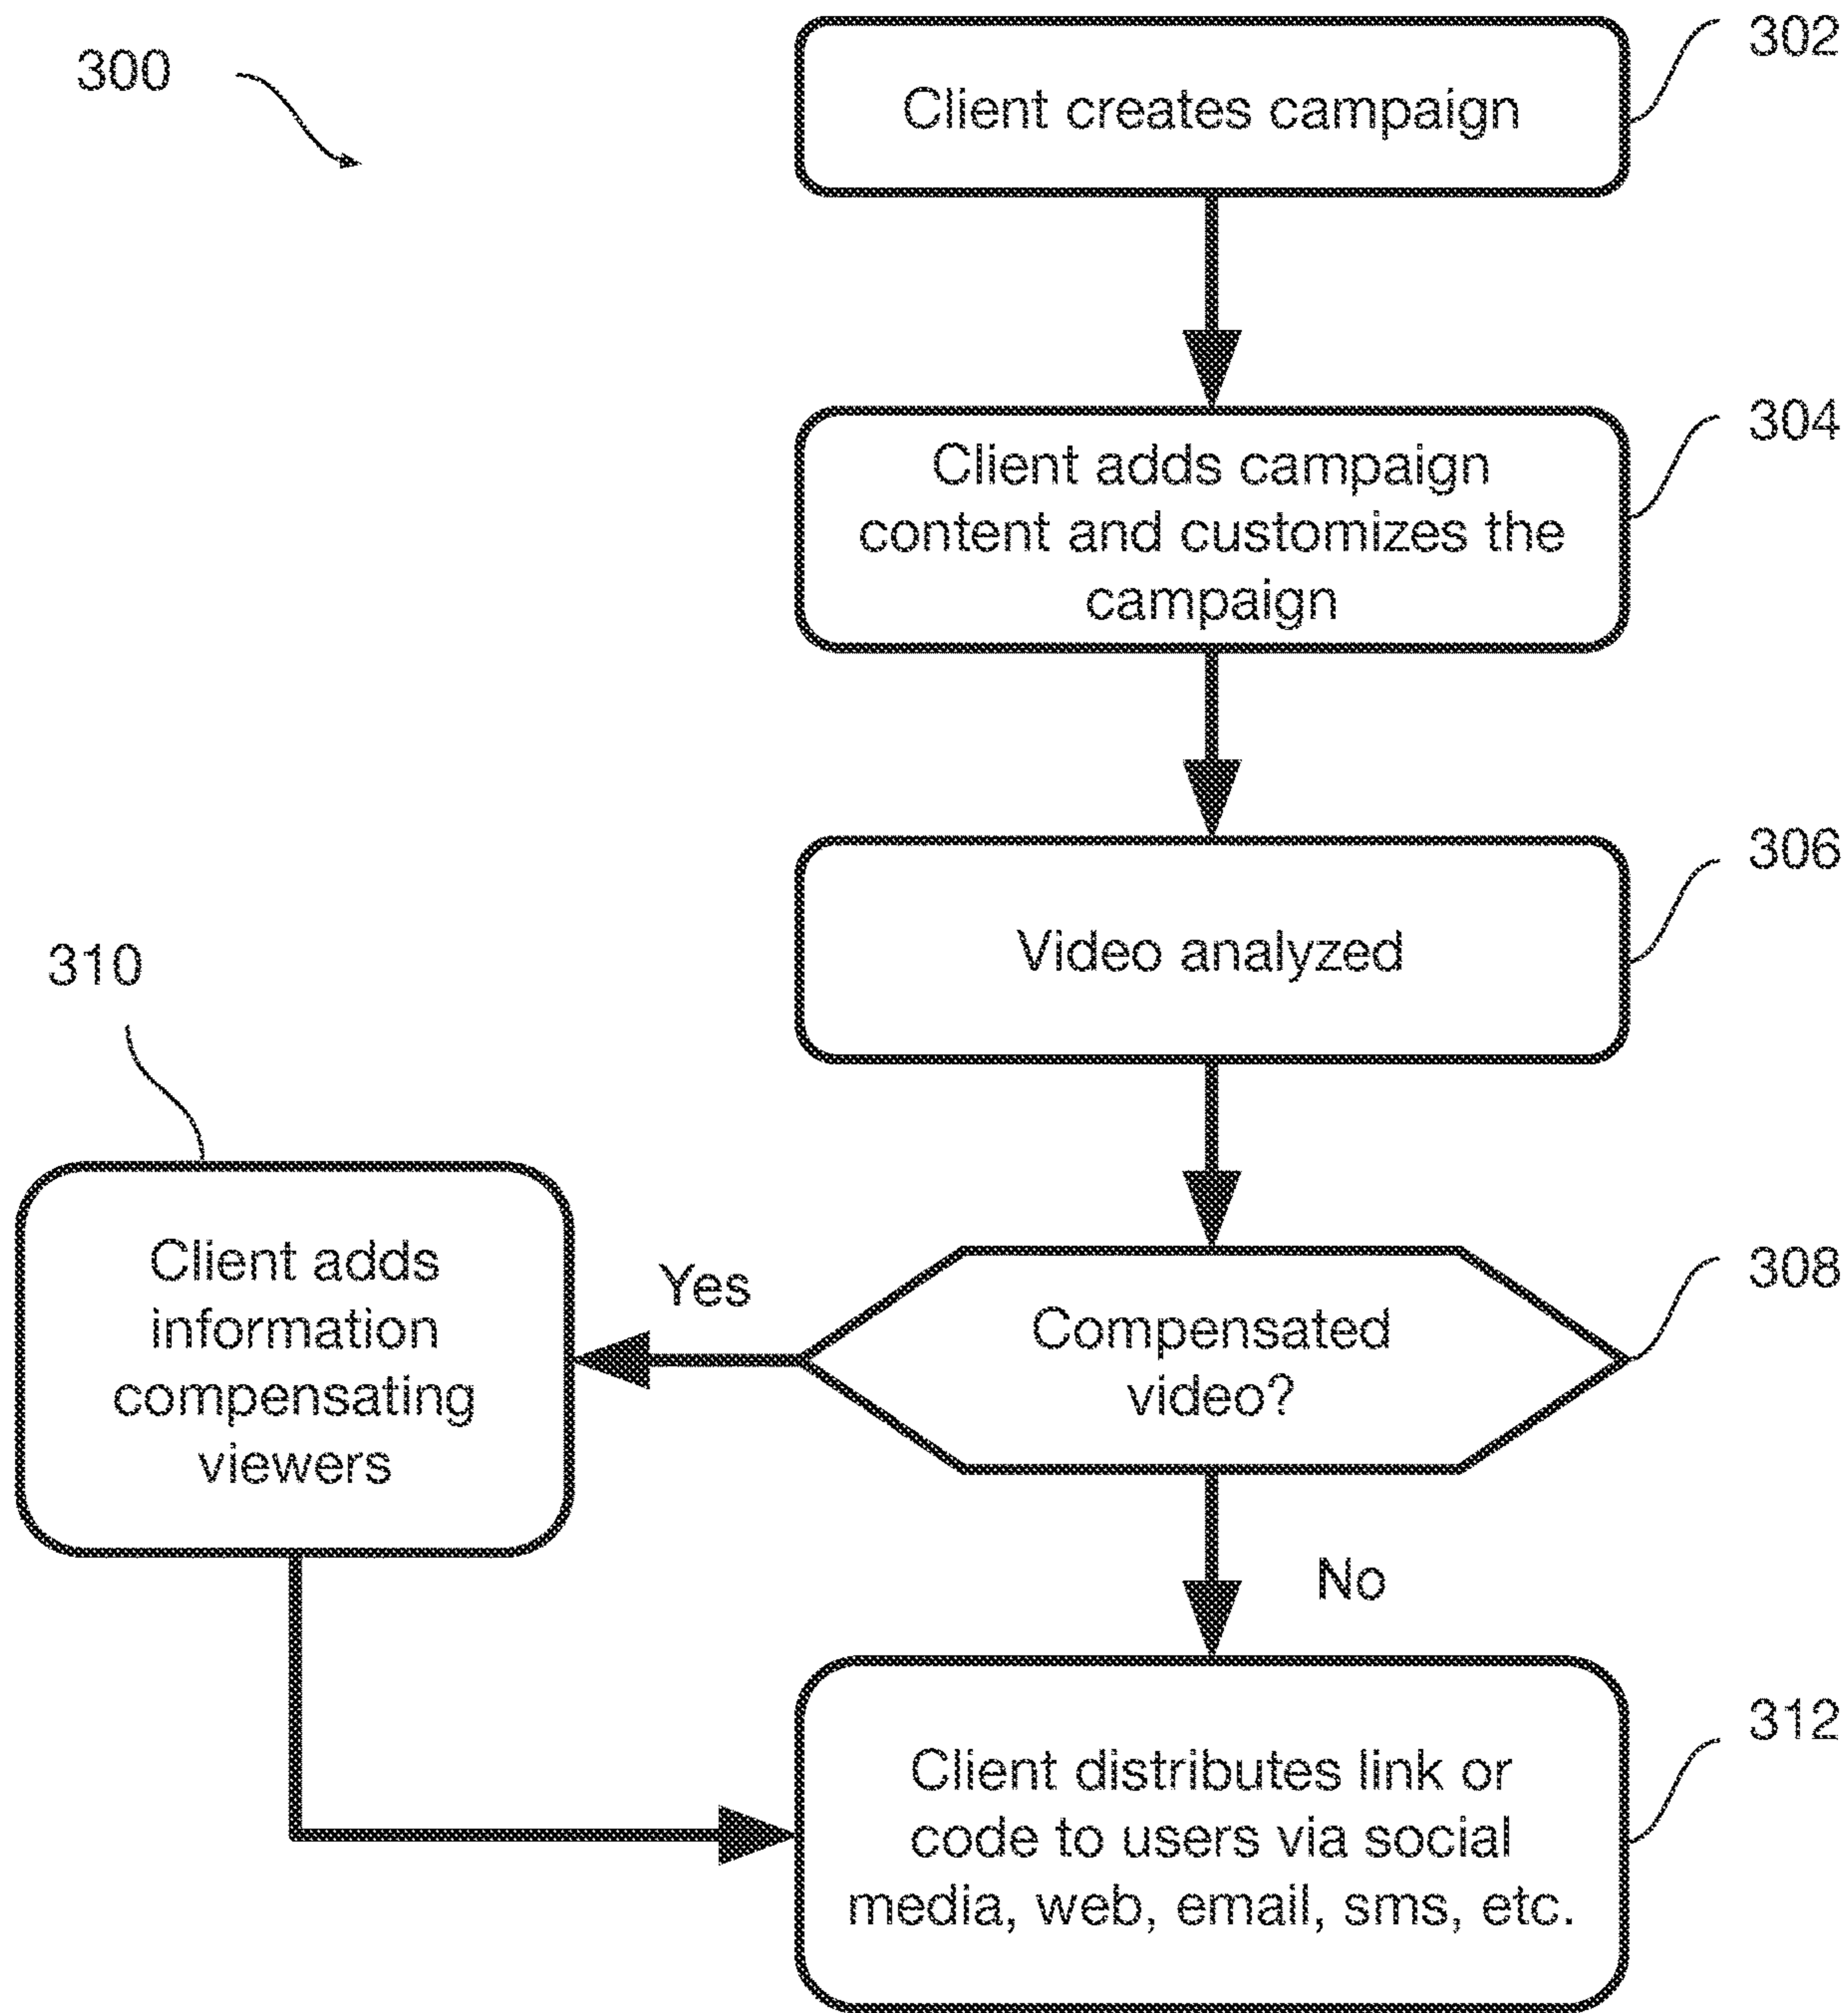 300
302
Client creates campaign
304
Client adds campaign
content and customizes the
campaign
306
Video analyzed
310
Client adds
information
compensating
viewers
Yes
308
Compensated
video?
No
312
Client distributes link or
code to users via social
media, web, email, sms, etc.